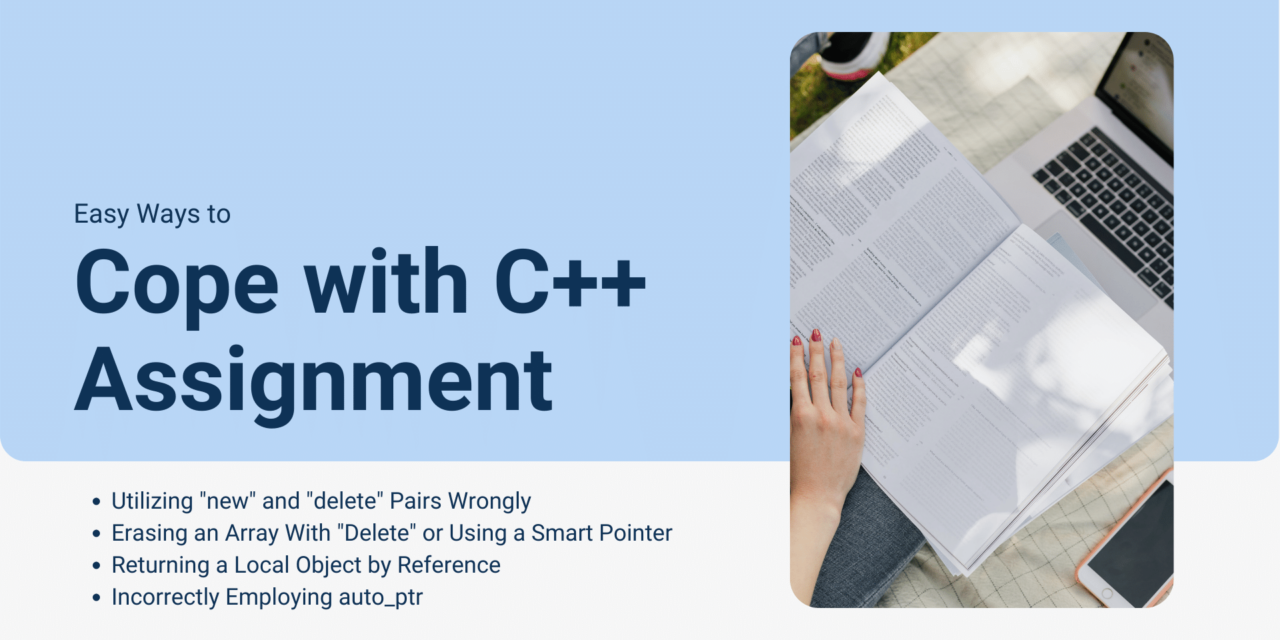 Easy Ways to
Cope with C++
Assignment
• Utilizing "new" and "delete" Pairs Wrongly
• Erasing an Array With "Delete" or Using a Smart Pointer
• Returning a Local Object by Reference
• Incorrectly Employing auto_ptr